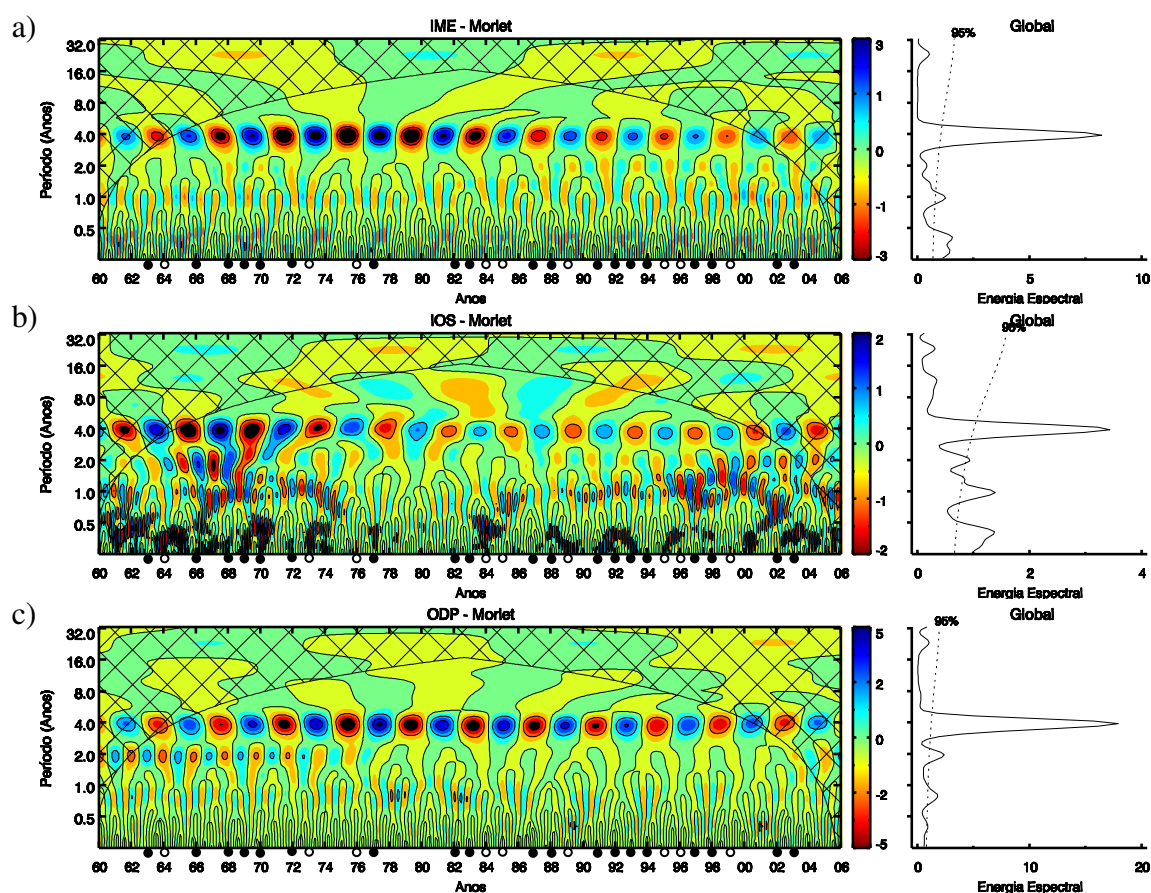 a)
IME - Morlet
Global
95%
Período (Anos)
32.0
16.0
8.0
4.0
2.0
1.0
0.5
3
1
0
-1
-3
60 62 64 66 68 70 72 74 76 78 80 82 84 86 88 90 92 94 96 98 00 02 04 06
Anos
0 5 10
Energia Espectral
b)
IOS - Morlet
Global
95%
Período (Anos)
32.0
16.0
8.0
4.0
2.0
1.0
0.5
2
1
0
-1
-2
60 62 64 66 68 70 72 74 76 78 80 82 84 86 88 90 92 94 96 98 00 02 04 06
Anos
0 2 4
Energia Espectral
c)
ODP - Morlet
Global
95%
Período (Anos)
32.0
16.0
8.0
4.0
2.0
1.0
0.5
5
2
0
-2
-5
60 62 64 66 68 70 72 74 76 78 80 82 84 86 88 90 92 94 96 98 00 02 04 06
Anos
0 10 20
Energia Espectral